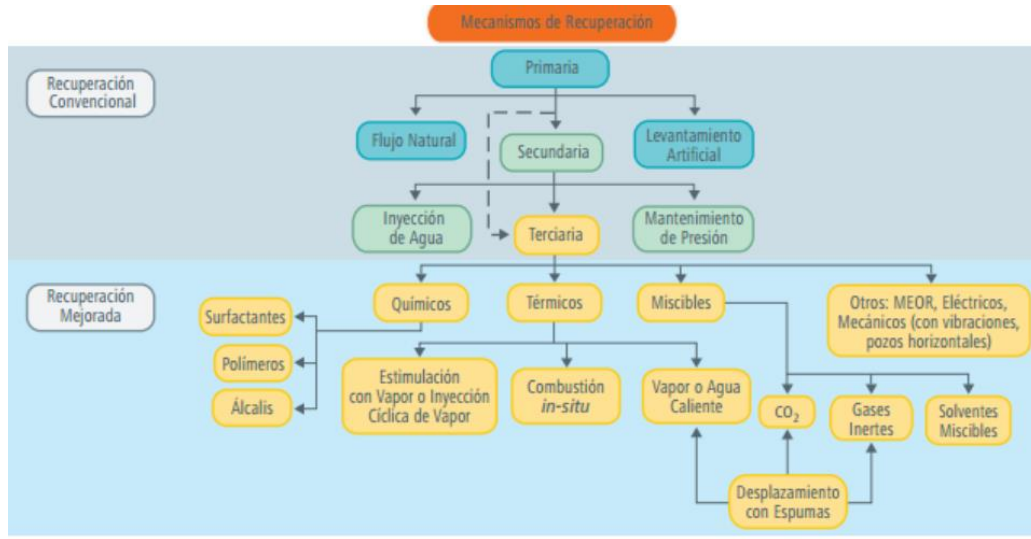 Mecanismos de Recuperación
Recuperación
Convencional
Primaria
Flujo Natural
Secundaria
Levantamiento
Artificial
Inyección
de Agua
Terciaria
Mantenimiento
de Presión
Recuperación
Mejorada
Químicos
Térmicos
Miscibles
Otros: MEOR, Eléctricos,
Mecánicos (con vibraciones,
pozos horizontales)
Surfactantes
Polímeros
Álcalis
Estimulación
con Vapor o Inyección
Cíclica de Vapor
Combustión
in-situ
Vapor o Agua
Caliente
CO₂
Gases
Inertes
Solventes
Miscibles
Desplazamiento
con Espumas